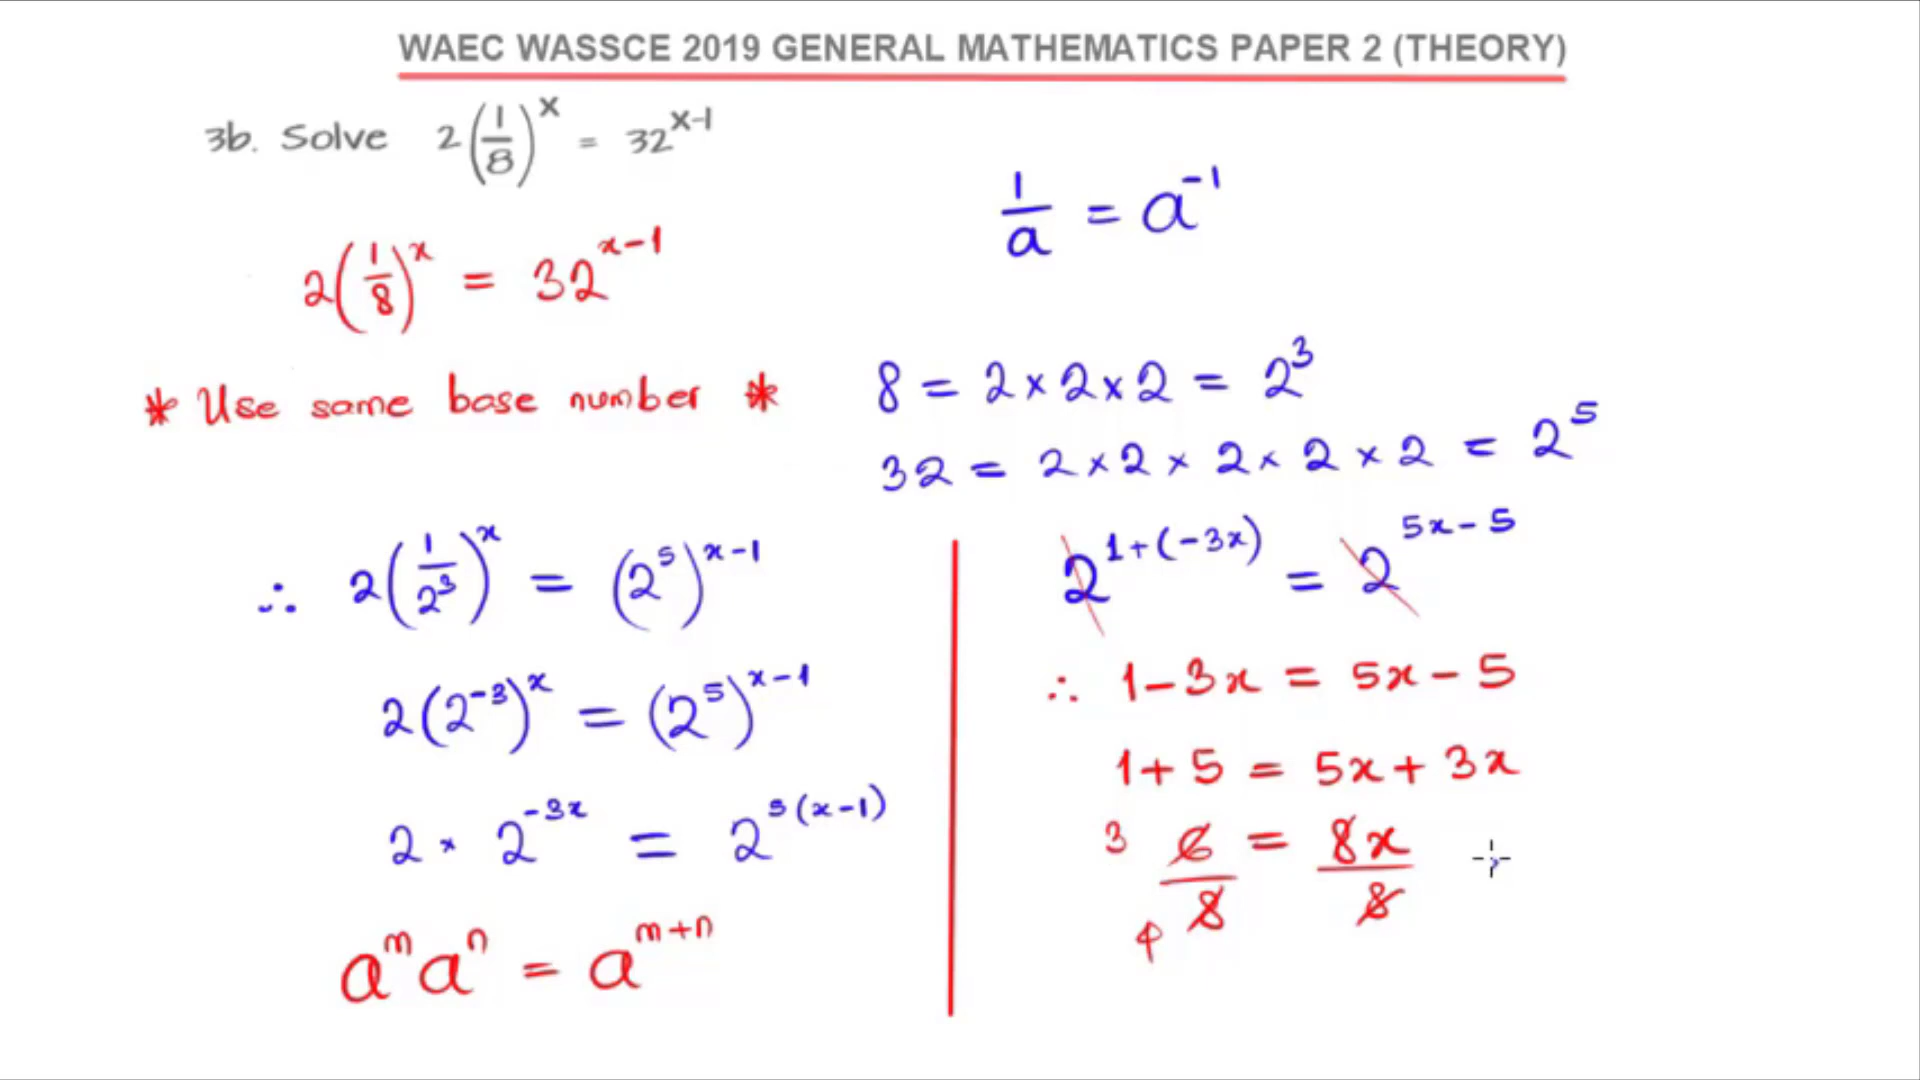 WAEC WASSCE 2019 GENERAL MATHEMATICS PAPER 2 (THEORY)
3b. Solve 2(1/8)^x = 32^(x-1)
2(1/8)^x = 32^(x-1)
* Use same base number *
∴ 2(1/2^3)^x = (2^5)^(x-1)
2(2^-3)^x = (2^5)^(x-1)
2 × 2^-3x = 2^5(x-1)
a^m a^n = a^(m+n)
1/a = a^-1
8 = 2×2×2 = 2^3
32 = 2×2×2×2×2 = 2^5
2^1+(-3x) = 2^5x-5
∴ 1-3x = 5x-5
1+5 = 5x+3x
3 6/8 = 8x/8
4